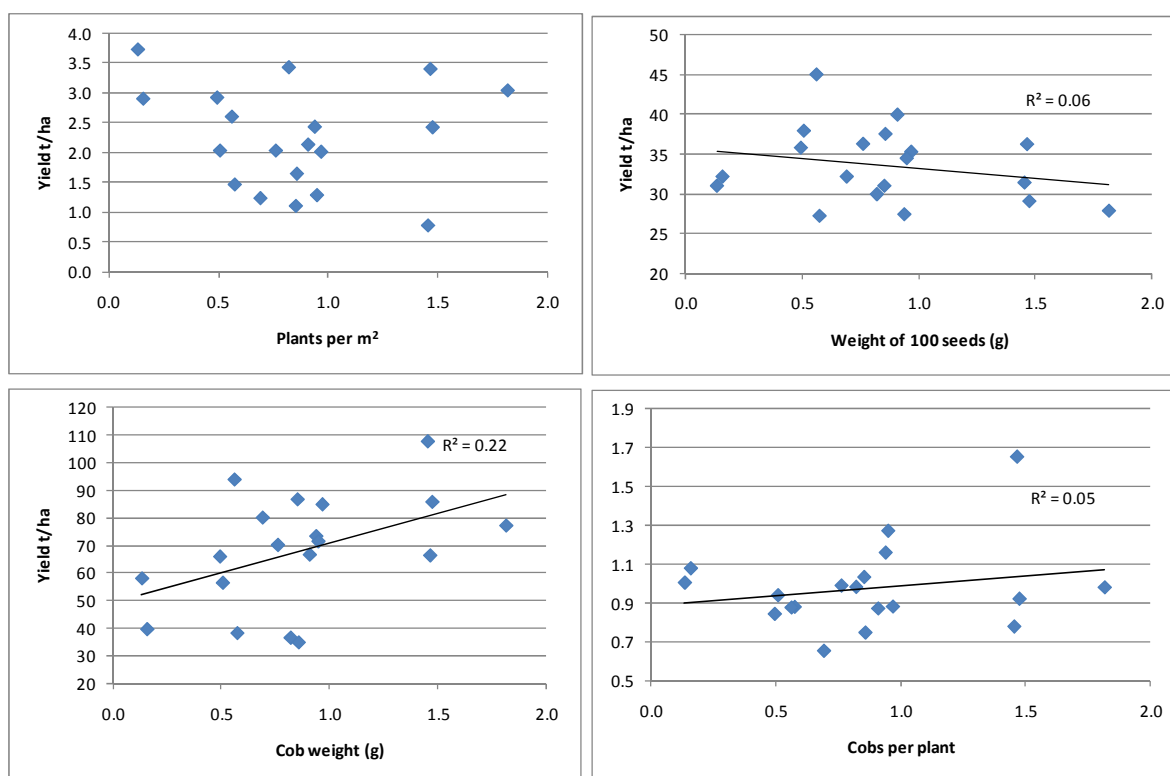 4.0
3.5
3.0
2.5
2.0
1.5
1.0
0.5
0.0
Yield t/ha
0.0 0.5 1.0 1.5 2.0
Plants per m²
50
45
40
35
30
25
20
Yield t/ha
R² = 0.06
0.0 0.5 1.0 1.5 2.0
Weight of 100 seeds (g)
120
110
100
90
80
70
60
50
40
30
20
Yield t/ha
R² = 0.22
0.0 0.5 1.0 1.5 2.0
Cob weight (g)
1.9
1.7
1.5
1.3
1.1
0.9
0.7
0.5
R² = 0.05
0.0 0.5 1.0 1.5 2.0
Cobs per plant